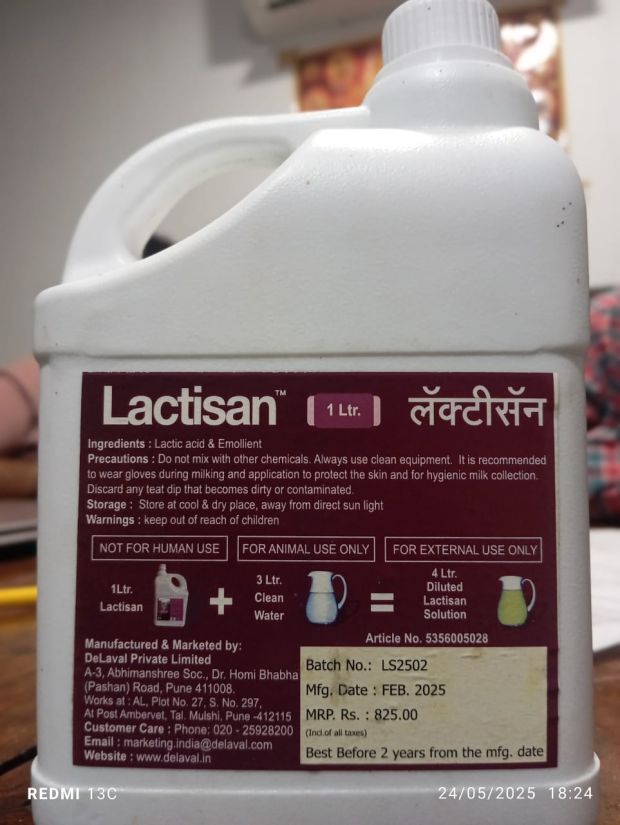 Lactisan™ 1 Ltr. लॅक्टीसॅन
Ingredients : Lactic acid & Emollient
Precautions : Do not mix with other chemicals. Always use clean equipment. It is recommended
to wear gloves during milking and application to protect the skin and for hygienic milk collection.
Discard any teat dip that becomes dirty or contaminated.
Storage : Store at cool & dry place, away from direct sun light
Warnings : keep out of reach of children
NOT FOR HUMAN USE FOR ANIMAL USE ONLY FOR EXTERNAL USE ONLY
1Ltr.
Lactisan
+
3 Ltr.
Clean
Water
=
4 Ltr.
Diluted
Lactisan
Solution
Article No. 5356005028
Manufactured & Marketed by:
DeLaval Private Limited
A-3, Abhimanshree Soc., Dr. Homi Bhabha
(Pashan) Road, Pune 411008.
Works at : AL, Plot No. 27, S. No. 297,
At Post Ambervet, Tal. Mulshi, Pune -412115
Customer Care : Phone: 020 - 25928200
Email : marketing.india@delaval.com
Website : www.delaval.in
Batch No.: LS2502
Mfg. Date : FEB. 2025
MRP. Rs. : 825.00
(Incl.of all taxes)
Best Before 2 years from the mfg. date
REDMI 13C 24/05/2025 18:24